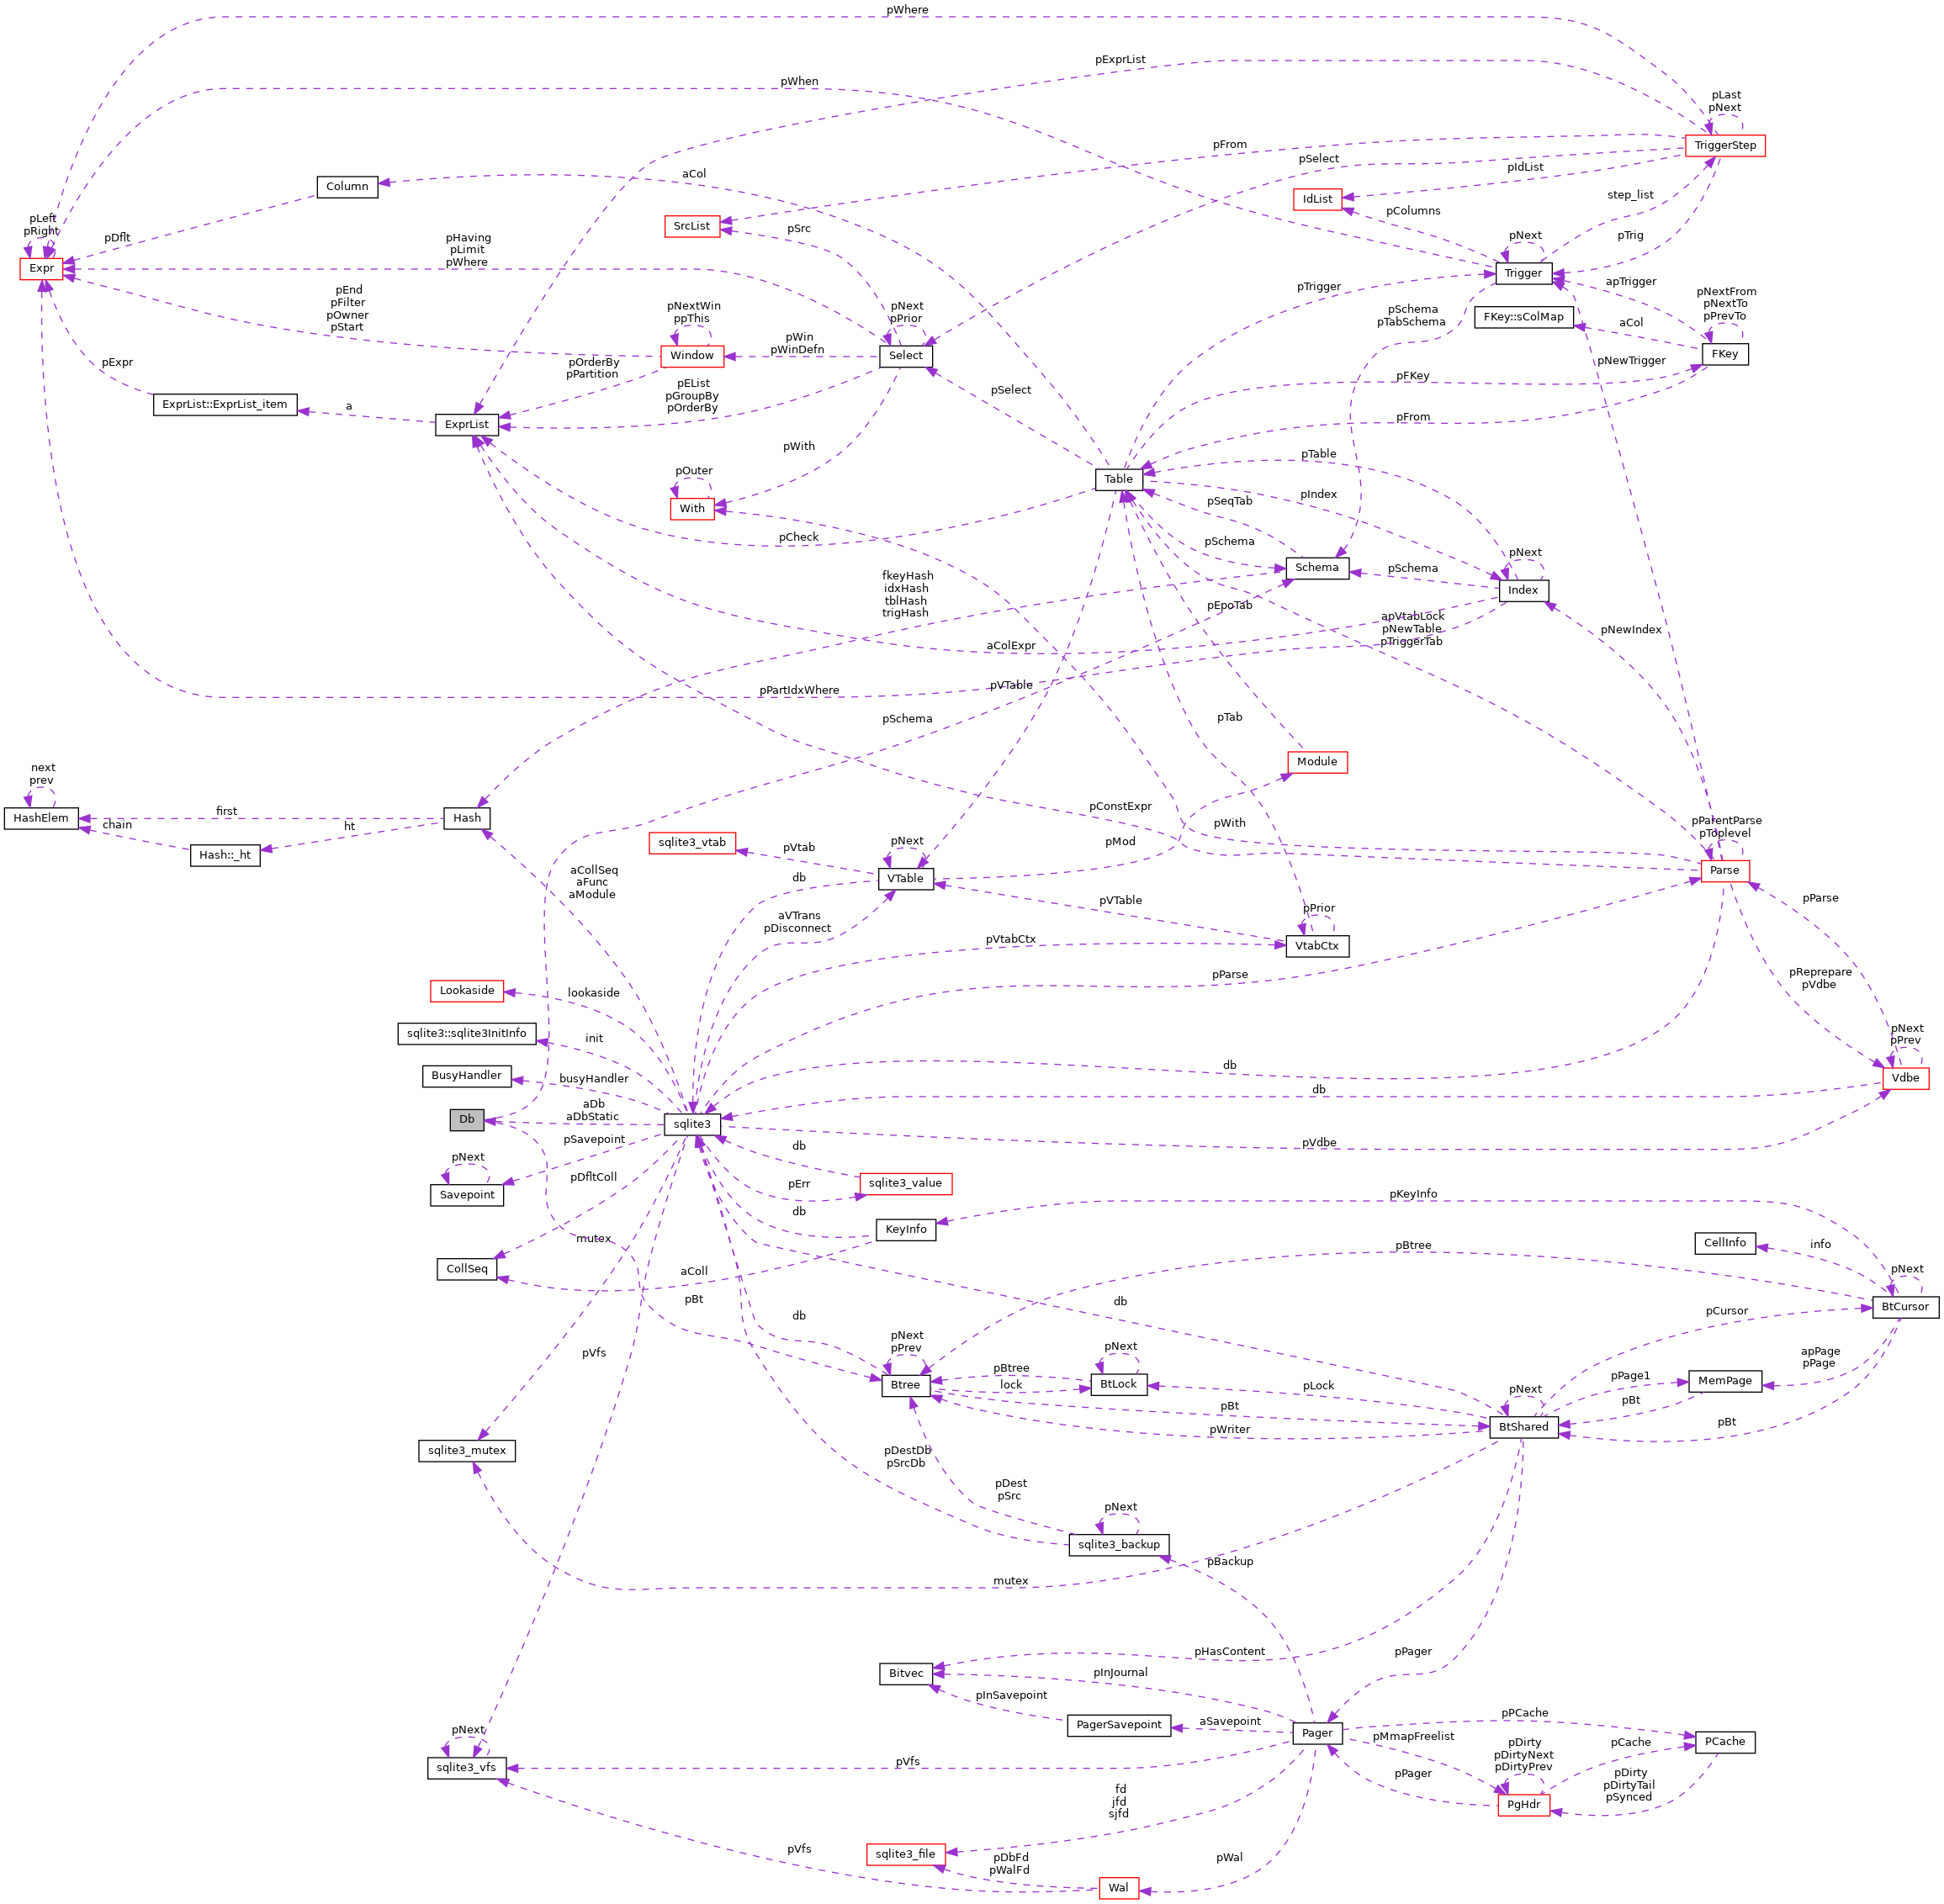 pWhere
pExprList
pWhen
pLast
pNext
TriggerStep
pFrom
pSelect
pIdList
aCol
Column
step_list
IdList
pColumns
pLeft
pRight
SrcList
pSrc
pDflt
pHaving
pLimit
pWhere
pNext
pTrig
Expr
Trigger
pTrigger
apTrigger
pEnd
pFilter
pOwner
pStart
pNextWin
ppThis
pNext
pPrior
pSchema
pTabSchema
FKey::sColMap
aCol
pNextFrom
pNextTo
pPrevTo
Window
pWin
pWinDefn
Select
FKey
pExpr
pOrderBy
pPartition
pNewTrigger
pFKey
pSelect
ExprList::ExprList_item
a
pEList
pGroupBy
pOrderBy
ExprList
pFrom
pWith
pTable
pOuter
Table
With
pSeqTab
pIndex
pCheck
pSchema
pNext
Schema
pSchema
Index
fkeyHash
idxHash
tblHash
trigHash
pEpoTab
apVtabLock
pNewTable
pTriggerTab
pNewIndex
aColExpr
pPartIdxWhere
pVTable
pSchema
pTab
Module
next
prev
HashElem
first
Hash
pConstExpr
pWith
pParentParse
pToplevel
chain
ht
Hash::_ht
sqlite3_vtab
pVtab
pNext
pMod
VTable
db
Parse
aCollSeq
aFunc
aModule
pVTable
pParse
pPrior
aVTrans
pDisconnect
pVtabCtx
VtabCtx
Lookaside
lookaside
pParse
pReprepare
pVdbe
sqlite3::sqlite3InitInfo
init
pNext
pPrev
BusyHandler
busyHandler
db
Vdbe
db
Db
aDb
aDbStatic
sqlite3
pSavepoint
pVdbe
pNext
db
Savepoint
pDfltColl
pErr
sqlite3_value
pKeyInfo
db
KeyInfo
mutex
CellInfo
info
pBtree
CollSeq
aColl
pNext
pBt
db
BtCursor
db
pCursor
pNext
pPrev
pNext
pVfs
apPage
pPage
pBtree
Btree
lock
BtLock
pLock
pNext
pPage1
MemPage
pBt
pBt
pWriter
BtShared
pBt
sqlite3_mutex
pDestDb
pSrcDb
pDest
pSrc
pNext
sqlite3_backup
pBackup
mutex
pHasContent
pPager
Bitvec
pInJournal
pInSavepoint
PagerSavepoint
aSavepoint
Pager
pPCache
pNext
pMmapFreelist
pDirty
pDirtyNext
pDirtyPrev
pCache
PCache
sqlite3_vfs
pVfs
pPager
pDirty
pDirtyTail
pSynced
fd
jfd
sjfd
PgHdr
pVfs
sqlite3_file
pDbFd
pWalFd
pWal
Wal